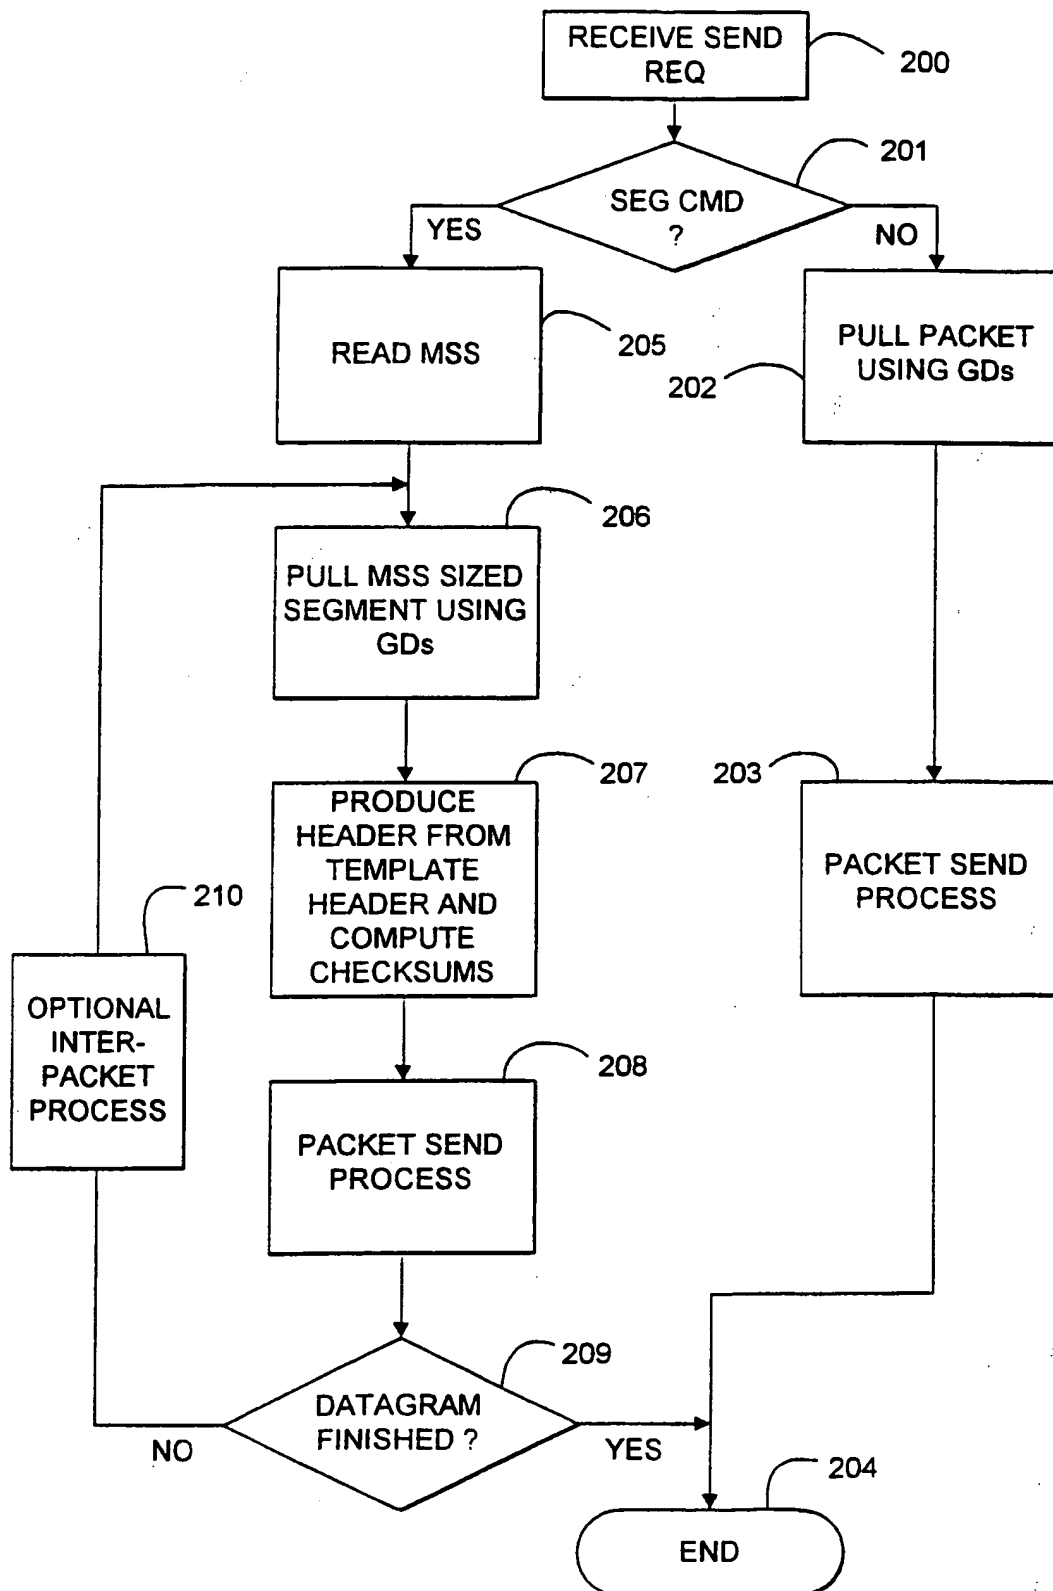 RECEIVE SEND
REQ
200
201
SEG CMD
?
YES
NO
READ MSS
205
PULL PACKET
USING GDs
202
206
PULL MSS SIZED
SEGMENT USING
GDs
207
203
PRODUCE
HEADER FROM
TEMPLATE
HEADER AND
COMPUTE
CHECKSUMS
PACKET SEND
PROCESS
210
OPTIONAL
INTER-
PACKET
PROCESS
208
PACKET SEND
PROCESS
209
DATAGRAM
FINISHED ?
NO
YES
204
END